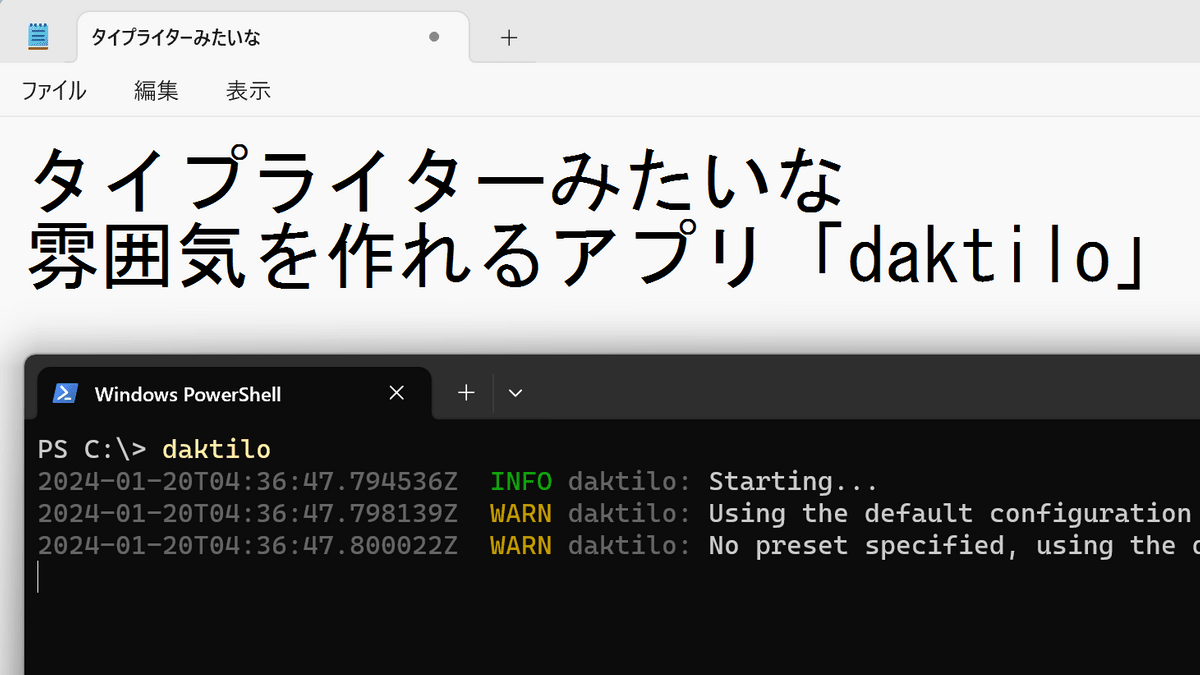 タイプライターみたいな
ファイル 編集 表示
タイプライターみたいな
雰囲気を作れるアプリ「daktilo」
Windows PowerShell
PS C:\> daktilo
2024-01-20T04:36:47.794536Z INFO daktilo: Starting...
2024-01-20T04:36:47.798139Z WARN daktilo: Using the default configuration
2024-01-20T04:36:47.800022Z WARN daktilo: No preset specified, using the